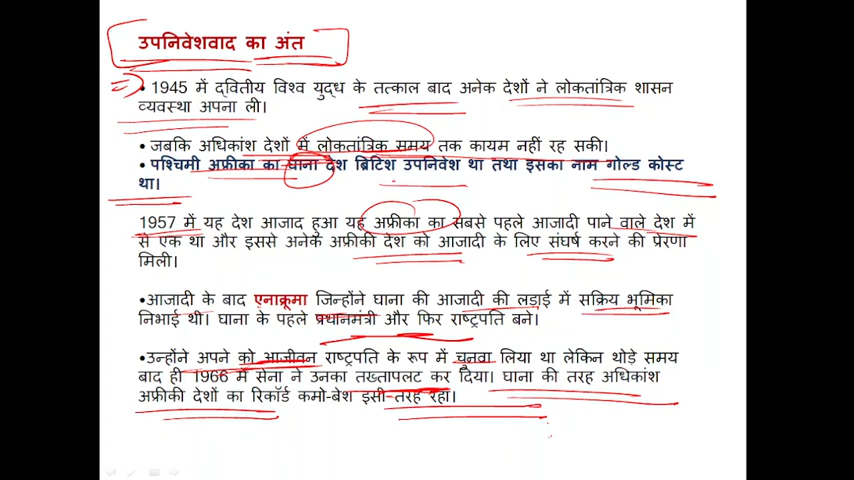 उपनिवेशवाद का अंत
• 1945 में द्वितीय विश्व युद्ध के तत्काल बाद अनेक देशों ने लोकतांत्रिक शासन
व्यवस्था अपना ली।
• जबकि अधिकांश देशों में लोकतांत्रिक समय तक कायम नहीं रह सकी।
• पश्चिमी अफ्रीका का घाना देश ब्रिटिश उपनिवेश था तथा इसका नाम गोल्ड कोस्ट
था।
1957 में यह देश आजाद हुआ यह अफ्रीका का सबसे पहले आजादी पाने वाले देश में
से एक था और इससे अनेक अफ्रीकी देश को आजादी के लिए संघर्ष करने की प्रेरणा
मिली।
•आजादी के बाद एनाक्रूमा जिन्होंने घाना की आजादी की लड़ाई में सक्रिय भूमिका
निभाई थी। घाना के पहले प्रधानमंत्री और फिर राष्ट्रपति बने।
•उन्होंने अपने को आजीवन राष्ट्रपति के रूप में चुनवा लिया था लेकिन थोड़े समय
बाद ही 1966 में सेना ने उनका तख्तापलट कर दिया। घाना की तरह अधिकांश
अफ्रीकी देशों का रिकॉर्ड कमो-बेश इसी-तरह रहा।